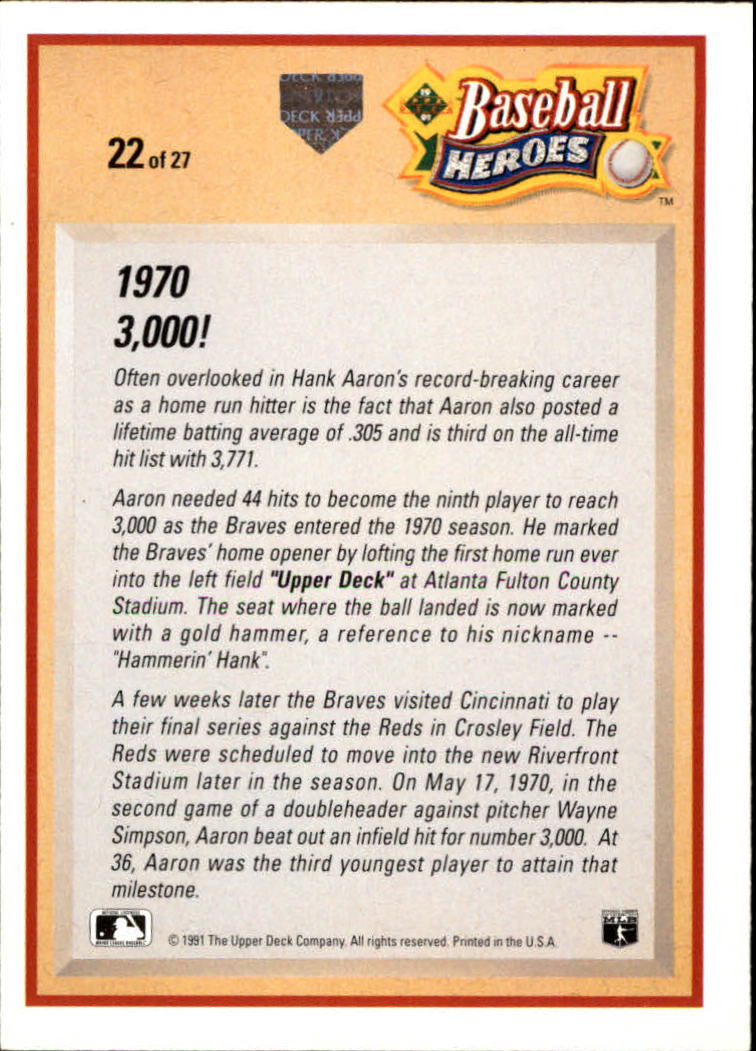 19
91
Baseball
HEROES
TM
22 of 27
1970
3,000!
Often overlooked in Hank Aaron's record-breaking career
as a home run hitter is the fact that Aaron also posted a
lifetime batting average of .305 and is third on the all-time
hit list with 3,771.
Aaron needed 44 hits to become the ninth player to reach
3,000 as the Braves entered the 1970 season. He marked
the Braves' home opener by lofting the first home run ever
into the left field "Upper Deck" at Atlanta Fulton County
Stadium. The seat where the ball landed is now marked
with a gold hammer, a reference to his nickname --
"Hammerin' Hank".
A few weeks later the Braves visited Cincinnati to play
their final series against the Reds in Crosley Field. The
Reds were scheduled to move into the new Riverfront
Stadium later in the season. On May 17, 1970, in the
second game of a doubleheader against pitcher Wayne
Simpson, Aaron beat out an infield hit for number 3,000. At
36, Aaron was the third youngest player to attain that
milestone.
© 1991 The Upper Deck Company. All rights reserved. Printed in the U.S.A.
MLB